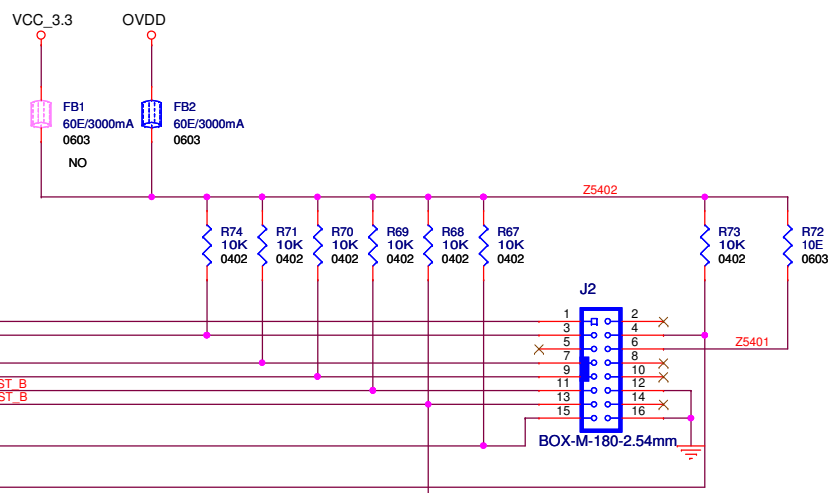 VCC_3.3
OVDD
FB1
60E/3000mA
0603
NO
FB2
60E/3000mA
0603
Z5402
R74
10K
0402
R71
10K
0402
R70
10K
0402
R69
10K
0402
R68
10K
0402
R67
10K
0402
R73
10K
0402
R72
10E
0603
J2
1 2
3 4
5 6
7 8
9 10
11 12
13 14
15 16
Z5401
ST_B
ST_B
BOX-M-180-2.54mm